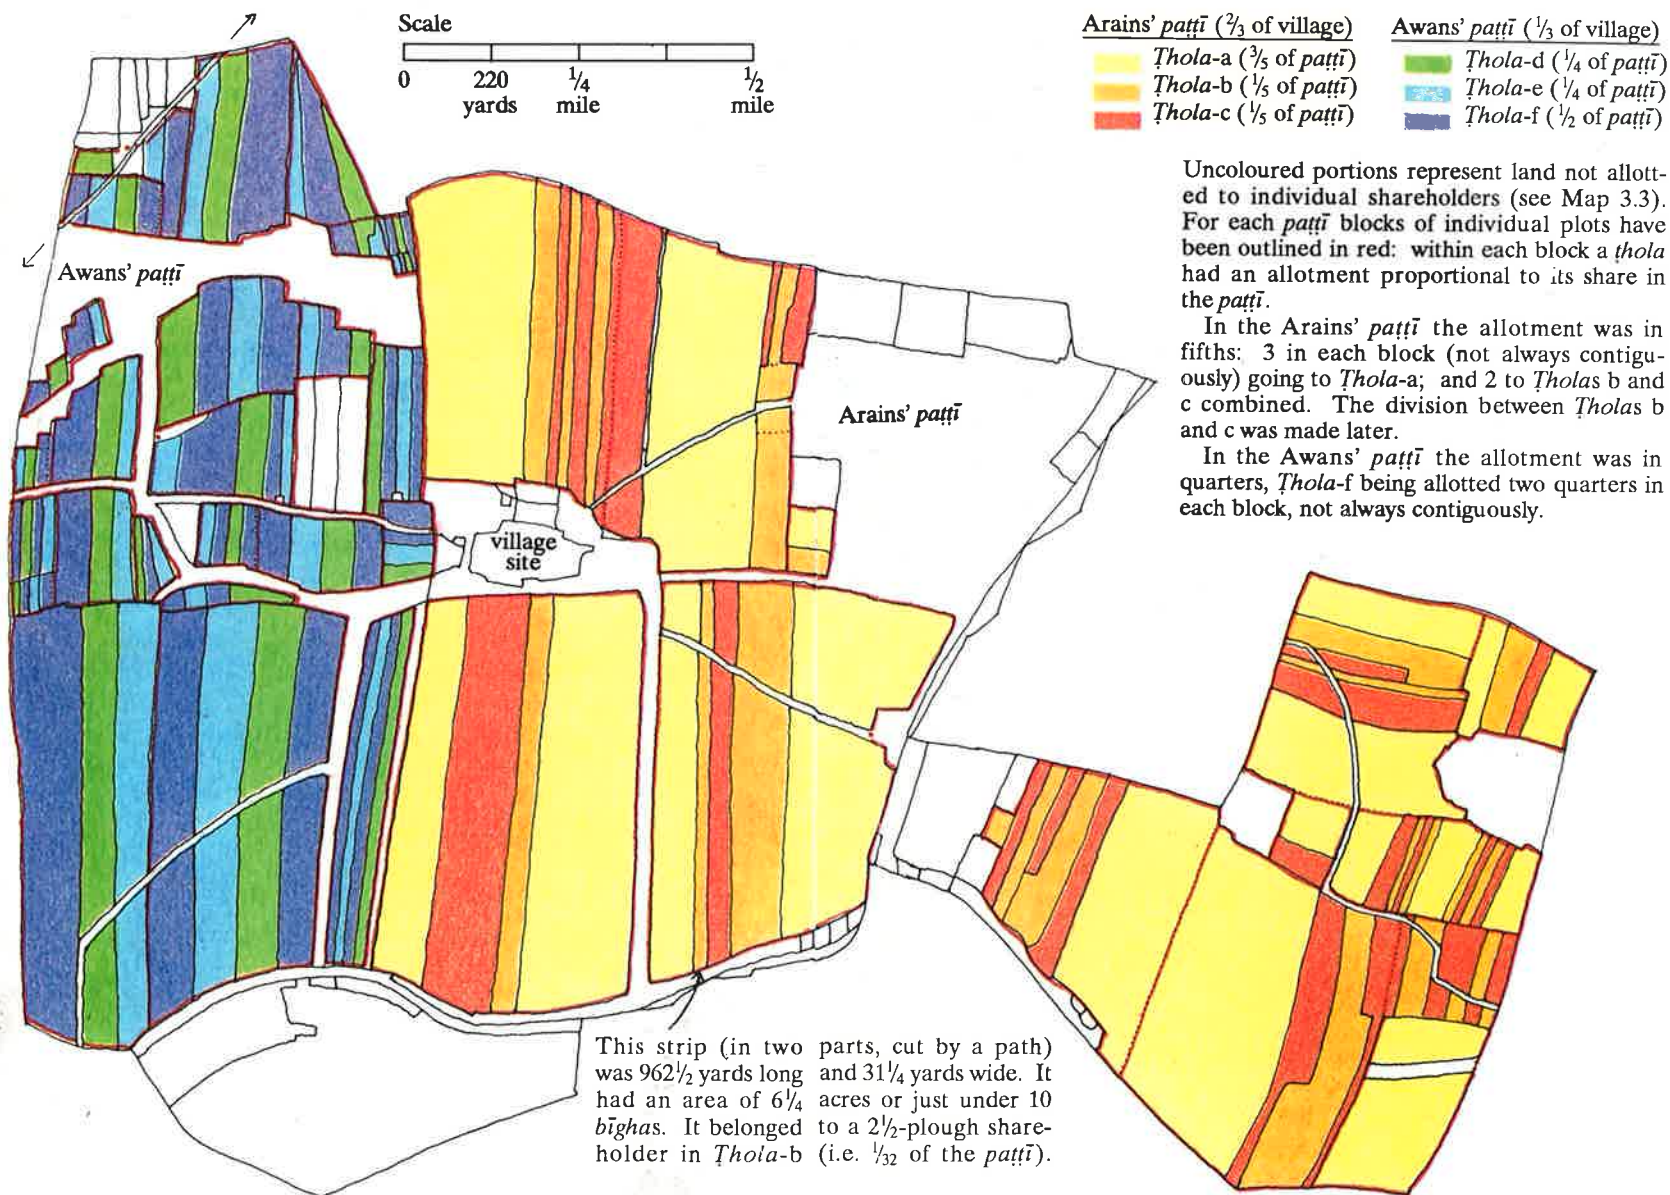 Scale
0 220 yards ¼ mile ½ mile
Arains' paṭṭī (⅔ of village)
Ṭhola-a (⅗ of paṭṭī)
Ṭhola-b (⅕ of paṭṭī)
Ṭhola-c (⅕ of paṭṭī)
Awans' paṭṭī (⅓ of village)
Ṭhola-d (¼ of paṭṭī)
Ṭhola-e (¼ of paṭṭī)
Ṭhola-f (½ of paṭṭī)
Uncoloured portions represent land not allott-
ed to individual shareholders (see Map 3.3).
For each paṭṭī blocks of individual plots have
been outlined in red: within each block a ṭhola
had an allotment proportional to its share in
the paṭṭī.
In the Arains' paṭṭī the allotment was in
fifths: 3 in each block (not always contigu-
ously) going to Ṭhola-a; and 2 to Ṭholas b and
c combined. The division between Ṭholas b
and c was made later.
In the Awans' paṭṭī the allotment was in
quarters, Ṭhola-f being allotted two quarters in
each block, not always contiguously.
Awans' paṭṭī
Arains' paṭṭī
village
site
This strip (in two parts, cut by a path)
was 962½ yards long and 31¼ yards wide. It
had an area of 6¼ acres or just under 10
bīghas. It belonged to a 2½-plough share-
holder in Ṭhola-b (i.e. 1/32 of the paṭṭī).